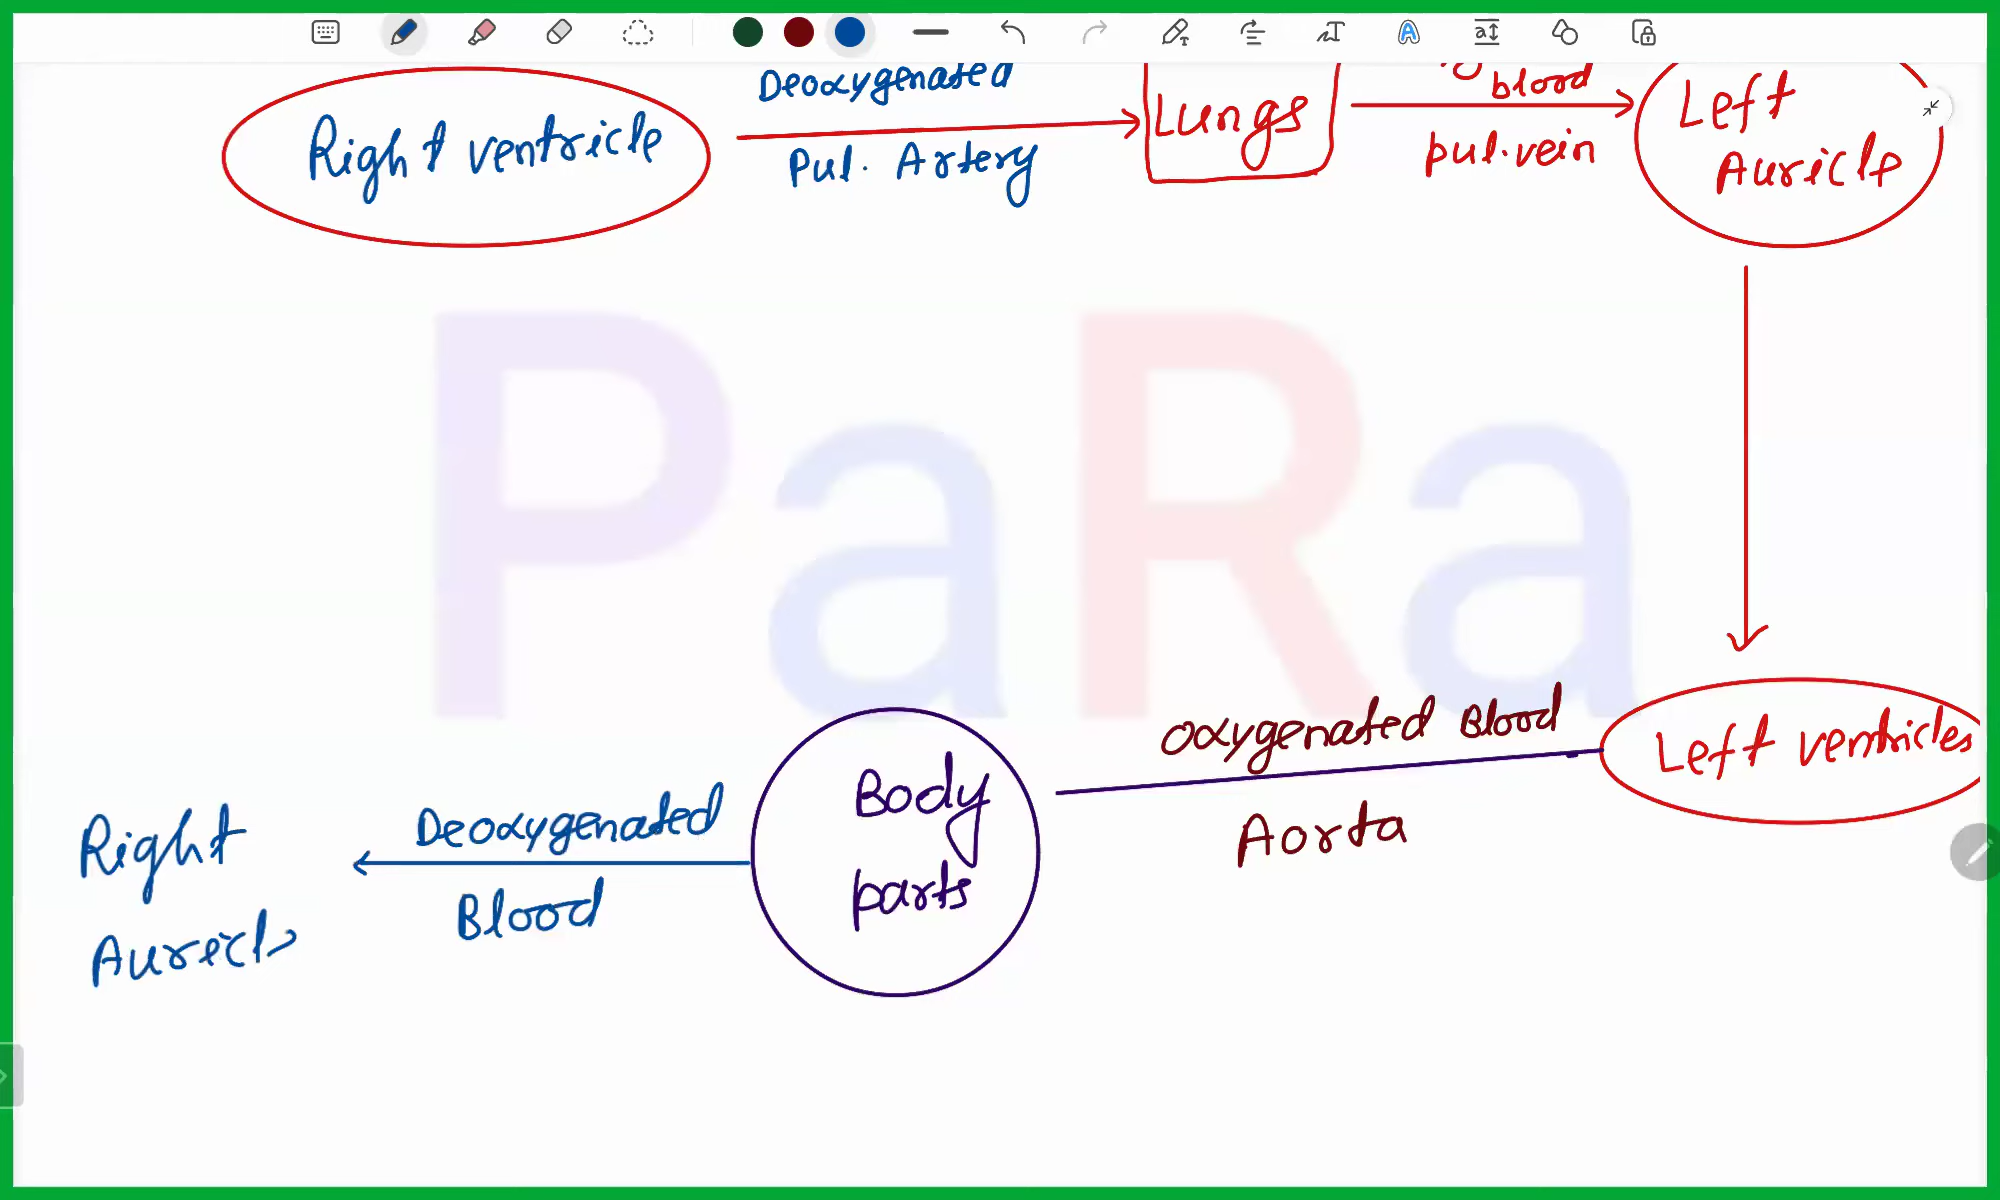 Deoxygenated
Right ventricle
Pul. Artery
Lungs
blood
pul.vein
Left
Auricle
PaRa
Oxygenated Blood
Left ventricles
Aorta
Body
parts
Deoxygenated
Blood
Right
Auricle